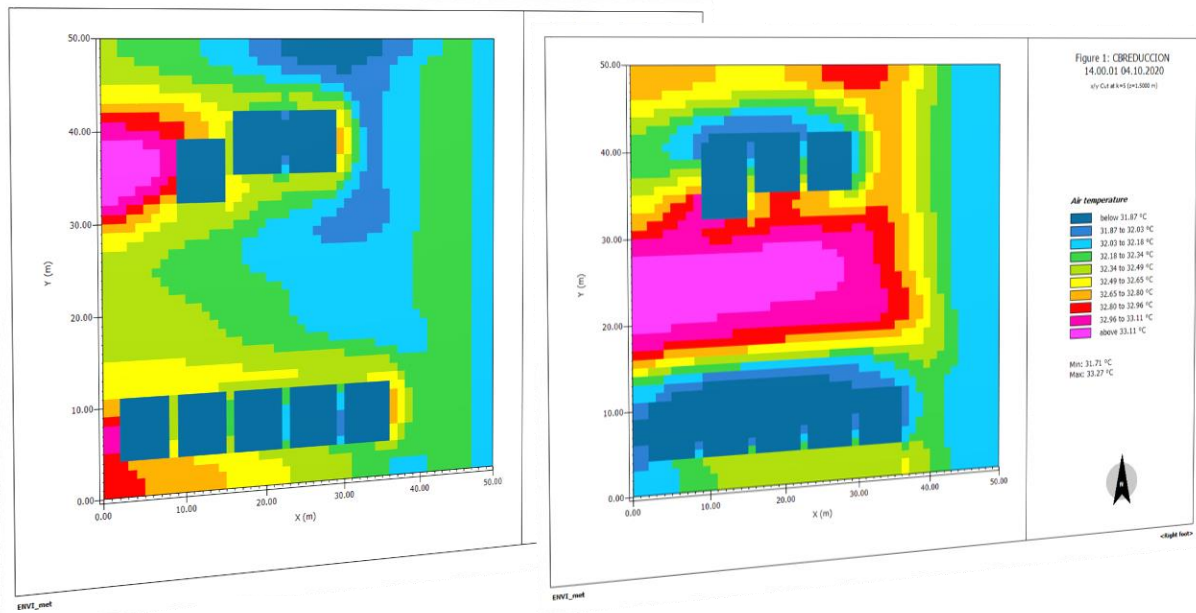 50.00
40.00
30.00
20.00
10.00
0.00
Y (m)
0.00
10.00
20.00
30.00
40.00
50.00
X (m)
ENVI_met
50.00
40.00
30.00
20.00
10.00
0.00
Y (m)
0.00
10.00
20.00
30.00
40.00
50.00
X (m)
ENVI_met
Figure 1: CBREDUCCION
14.00.01 04.10.2020
x/y Cut at k=5 (z=1.5000 m)
Air temperature
below 31.87 °C
31.87 to 32.03 °C
32.03 to 32.18 °C
32.18 to 32.34 °C
32.34 to 32.49 °C
32.49 to 32.65 °C
32.65 to 32.80 °C
32.80 to 32.96 °C
32.96 to 33.11 °C
above 33.11 °C
Min: 31.71 °C
Max: 33.27 °C
N
<Right foot>